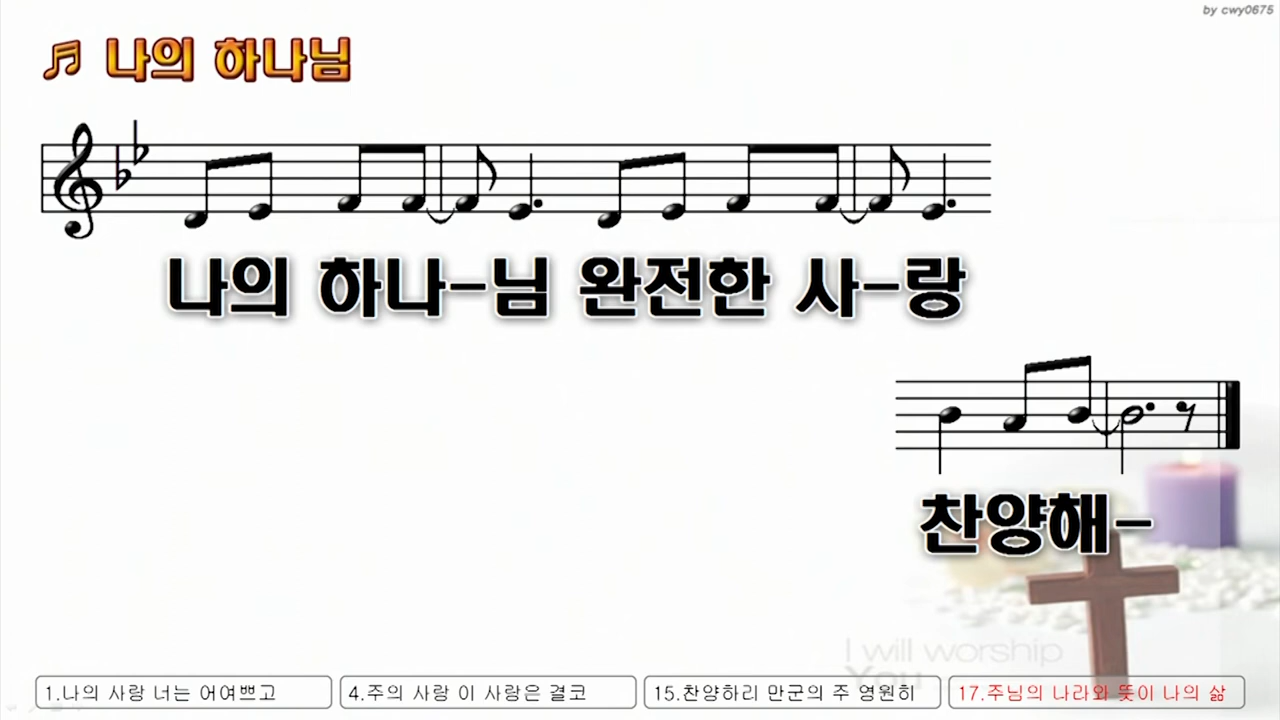 by cwy0675
♬ 나의 하나님
나의 하나-님 완전한 사-랑
찬양해-
I will worship
You
1.나의 사랑 너는 어여쁘고
4.주의 사랑 이 사랑은 결코
15.찬양하리 만군의 주 영원히
17.주님의 나라와 뜻이 나의 삶